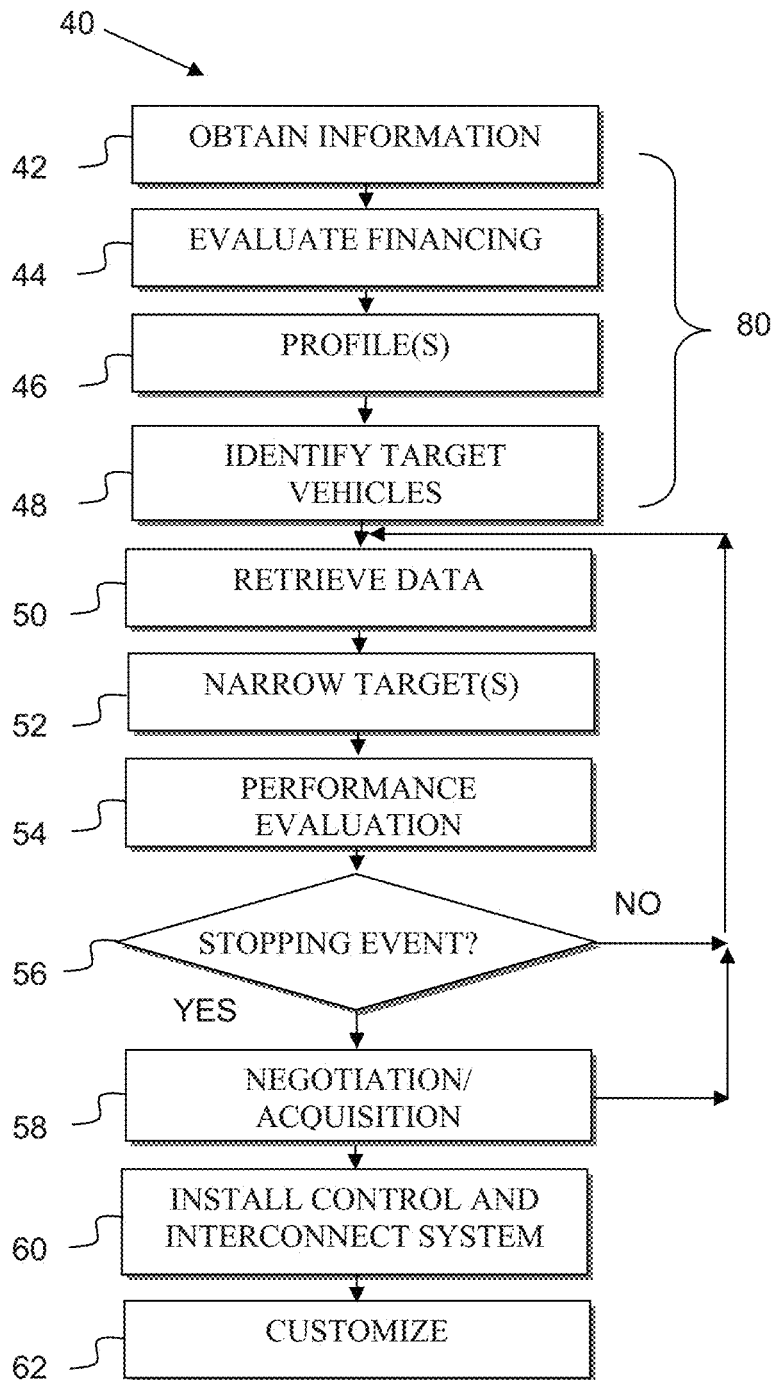 40
42
OBTAIN INFORMATION
44
EVALUATE FINANCING
80
46
PROFILE(S)
48
IDENTIFY TARGET
VEHICLES
50
RETRIEVE DATA
52
NARROW TARGET(S)
54
PERFORMANCE
EVALUATION
NO
56
STOPPING EVENT?
YES
58
NEGOTIATION/
ACQUISITION
60
INSTALL CONTROL AND
INTERCONNECT SYSTEM
62
CUSTOMIZE